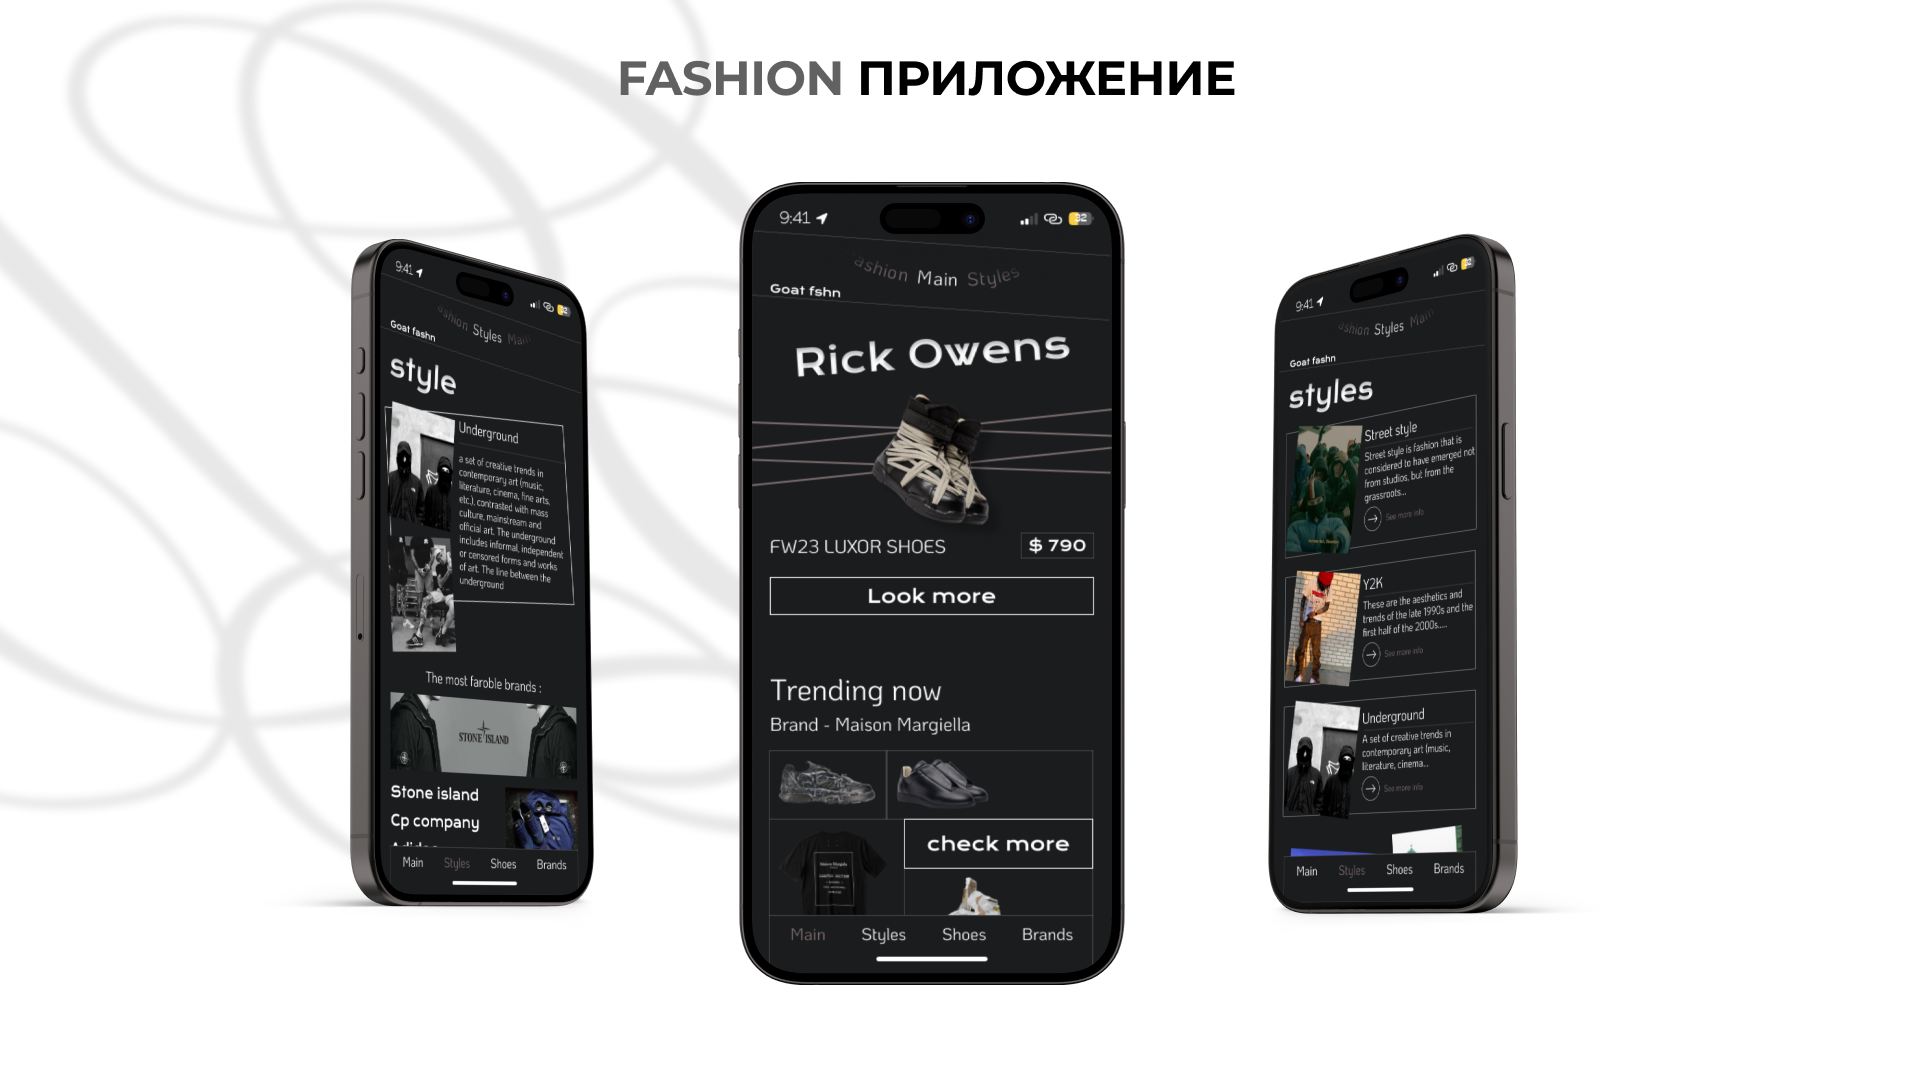 FASHION ПРИЛОЖЕНИЕ
9:41
Fashion Styles Main
Goat fashn
style
Underground
a set of creative trends in
contemporary art (music,
literature, cinema, fine arts,
etc.), contrasted with mass
culture, mainstream and
official art. The underground
includes informal, independent
or censored forms and works
of art. The line between the
underground
The most faroble brands :
STONE ISLAND
Stone island
Cp company
Adidas
Main Styles Shoes Brands
9:41
32
Fashion Main Styles
Goat fshn
Rick Owens
FW23 LUXOR SHOES
$ 790
Look more
Trending now
Brand - Maison Margiella
check more
Main Styles Shoes Brands
9:41
Fashion Styles Main
Goat fashn
styles
Street style
Street style is fashion that is
considered to have emerged not
from studios, but from the
grassroots...
See more info
Y2K
These are the aesthetics and
trends of the late 1990s and the
first half of the 2000s.....
See more info
Underground
A set of creative trends in
contemporary art (music,
literature, cinema...
See more info
Main Styles Shoes Brands